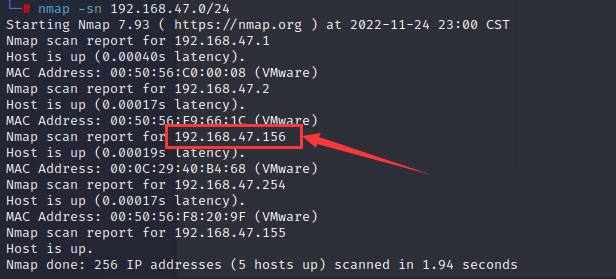 └─# nmap -sn 192.168.47.0/24
Starting Nmap 7.93 ( https://nmap.org ) at 2022-11-24 23:00 CST
Nmap scan report for 192.168.47.1
Host is up (0.00040s latency).
MAC Address: 00:50:56:C0:00:08 (VMware)
Nmap scan report for 192.168.47.2
Host is up (0.00017s latency).
MAC Address: 00:50:56:F9:66:1C (VMware)
Nmap scan report for 192.168.47.156
Host is up (0.00019s latency).
MAC Address: 00:0C:29:40:B4:68 (VMware)
Nmap scan report for 192.168.47.254
Host is up (0.00017s latency).
MAC Address: 00:50:56:F8:20:9F (VMware)
Nmap scan report for 192.168.47.155
Host is up.
Nmap done: 256 IP addresses (5 hosts up) scanned in 1.94 seconds